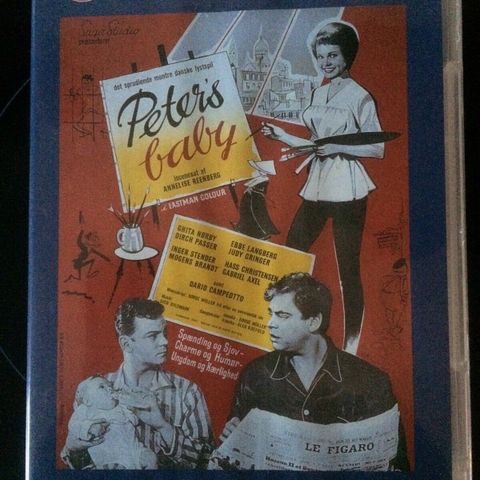 Saga Studio
præsenterer
det sprudlende muntre danske lystspil
Peter's
baby
iscenesat af
ANNELISE REENBERG
EASTMAN COLOUR
GHITA NØRBY
EBBE LANGBERG
DIRCH PASSER
JUDY GRINGER
INGER STENDER
HASS CHRISTENSEN
MOGENS BRANDT
GABRIEL AXEL
samt
DARIO CAMPEOTTO
Spænding og Sjov-
Charme og Humør-
Ungdom og Kærlighed
LE FIGARO